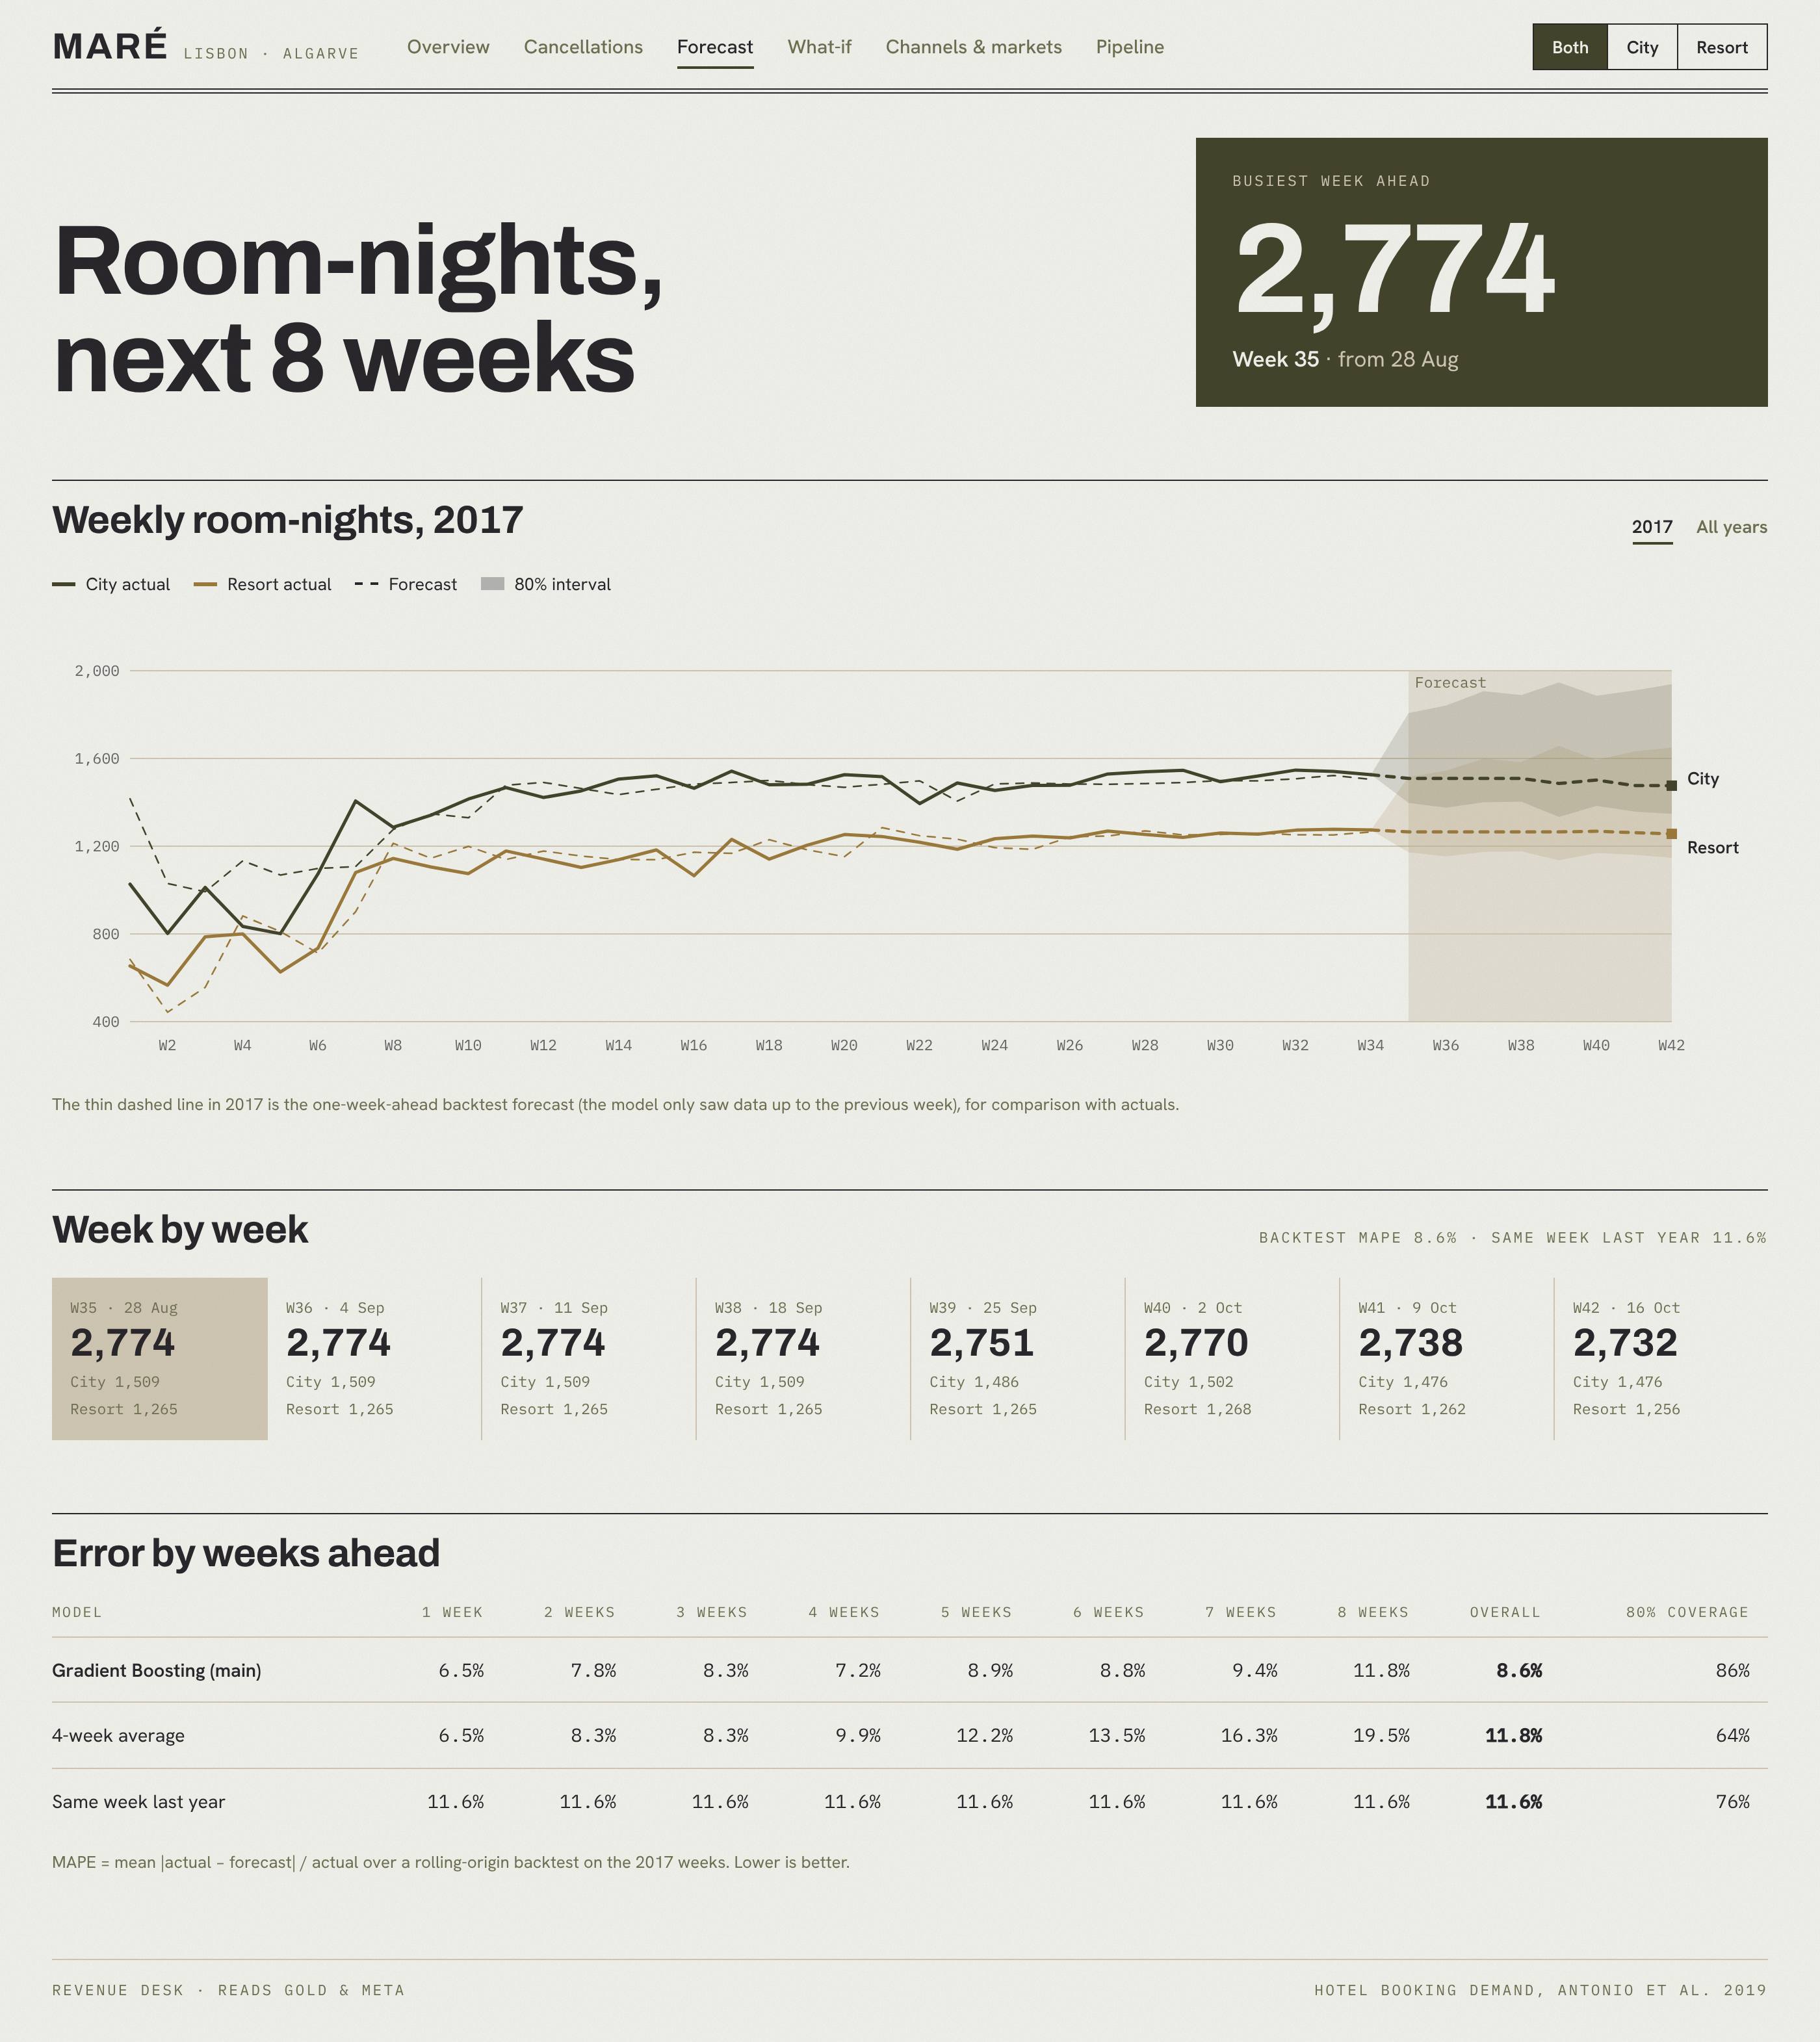 MARÉ LISBON · ALGARVE Overview Cancellations Forecast What-if Channels & markets Pipeline Both City Resort
BUSIEST WEEK AHEAD
2,774
Week 35 · from 28 Aug
Room-nights,
next 8 weeks
Weekly room-nights, 2017
2017 All years
City actual Resort actual Forecast 80% interval
2,000
Forecast
1,600
City
1,200
Resort
800
400
W2 W4 W6 W8 W10 W12 W14 W16 W18 W20 W22 W24 W26 W28 W30 W32 W34 W36 W38 W40 W42
The thin dashed line in 2017 is the one-week-ahead backtest forecast (the model only saw data up to the previous week), for comparison with actuals.
Week by week
BACKTEST MAPE 8.6% · SAME WEEK LAST YEAR 11.6%
W35 · 28 Aug W36 · 4 Sep W37 · 11 Sep W38 · 18 Sep W39 · 25 Sep W40 · 2 Oct W41 · 9 Oct W42 · 16 Oct
2,774 2,774 2,774 2,774 2,751 2,770 2,738 2,732
City 1,509 City 1,509 City 1,509 City 1,509 City 1,486 City 1,502 City 1,476 City 1,476
Resort 1,265 Resort 1,265 Resort 1,265 Resort 1,265 Resort 1,265 Resort 1,268 Resort 1,262 Resort 1,256
Error by weeks ahead
MODEL 1 WEEK 2 WEEKS 3 WEEKS 4 WEEKS 5 WEEKS 6 WEEKS 7 WEEKS 8 WEEKS OVERALL 80% COVERAGE
Gradient Boosting (main) 6.5% 7.8% 8.3% 7.2% 8.9% 8.8% 9.4% 11.8% 8.6% 86%
4-week average 6.5% 8.3% 8.3% 9.9% 12.2% 13.5% 16.3% 19.5% 11.8% 64%
Same week last year 11.6% 11.6% 11.6% 11.6% 11.6% 11.6% 11.6% 11.6% 11.6% 76%
MAPE = mean |actual − forecast| / actual over a rolling-origin backtest on the 2017 weeks. Lower is better.
REVENUE DESK · READS GOLD & META
HOTEL BOOKING DEMAND, ANTONIO ET AL. 2019